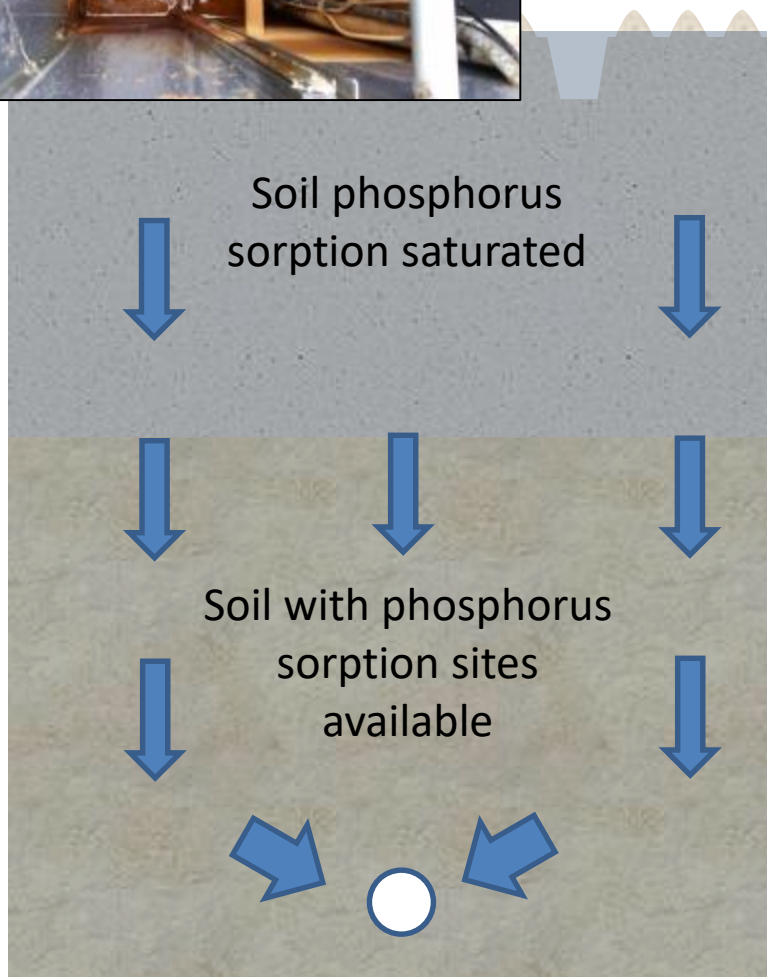 Soil phosphorus
sorption saturated
Soil with phosphorus
sorption sites
available